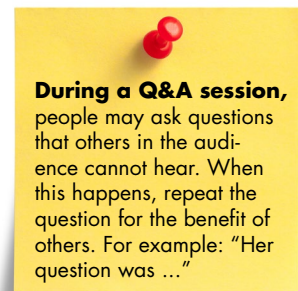 During a Q&A session,
people may ask questions
that others in the audi-
ence cannot hear. When
this happens, repeat the
question for the benefit of
others. For example: “Her
question was ...”